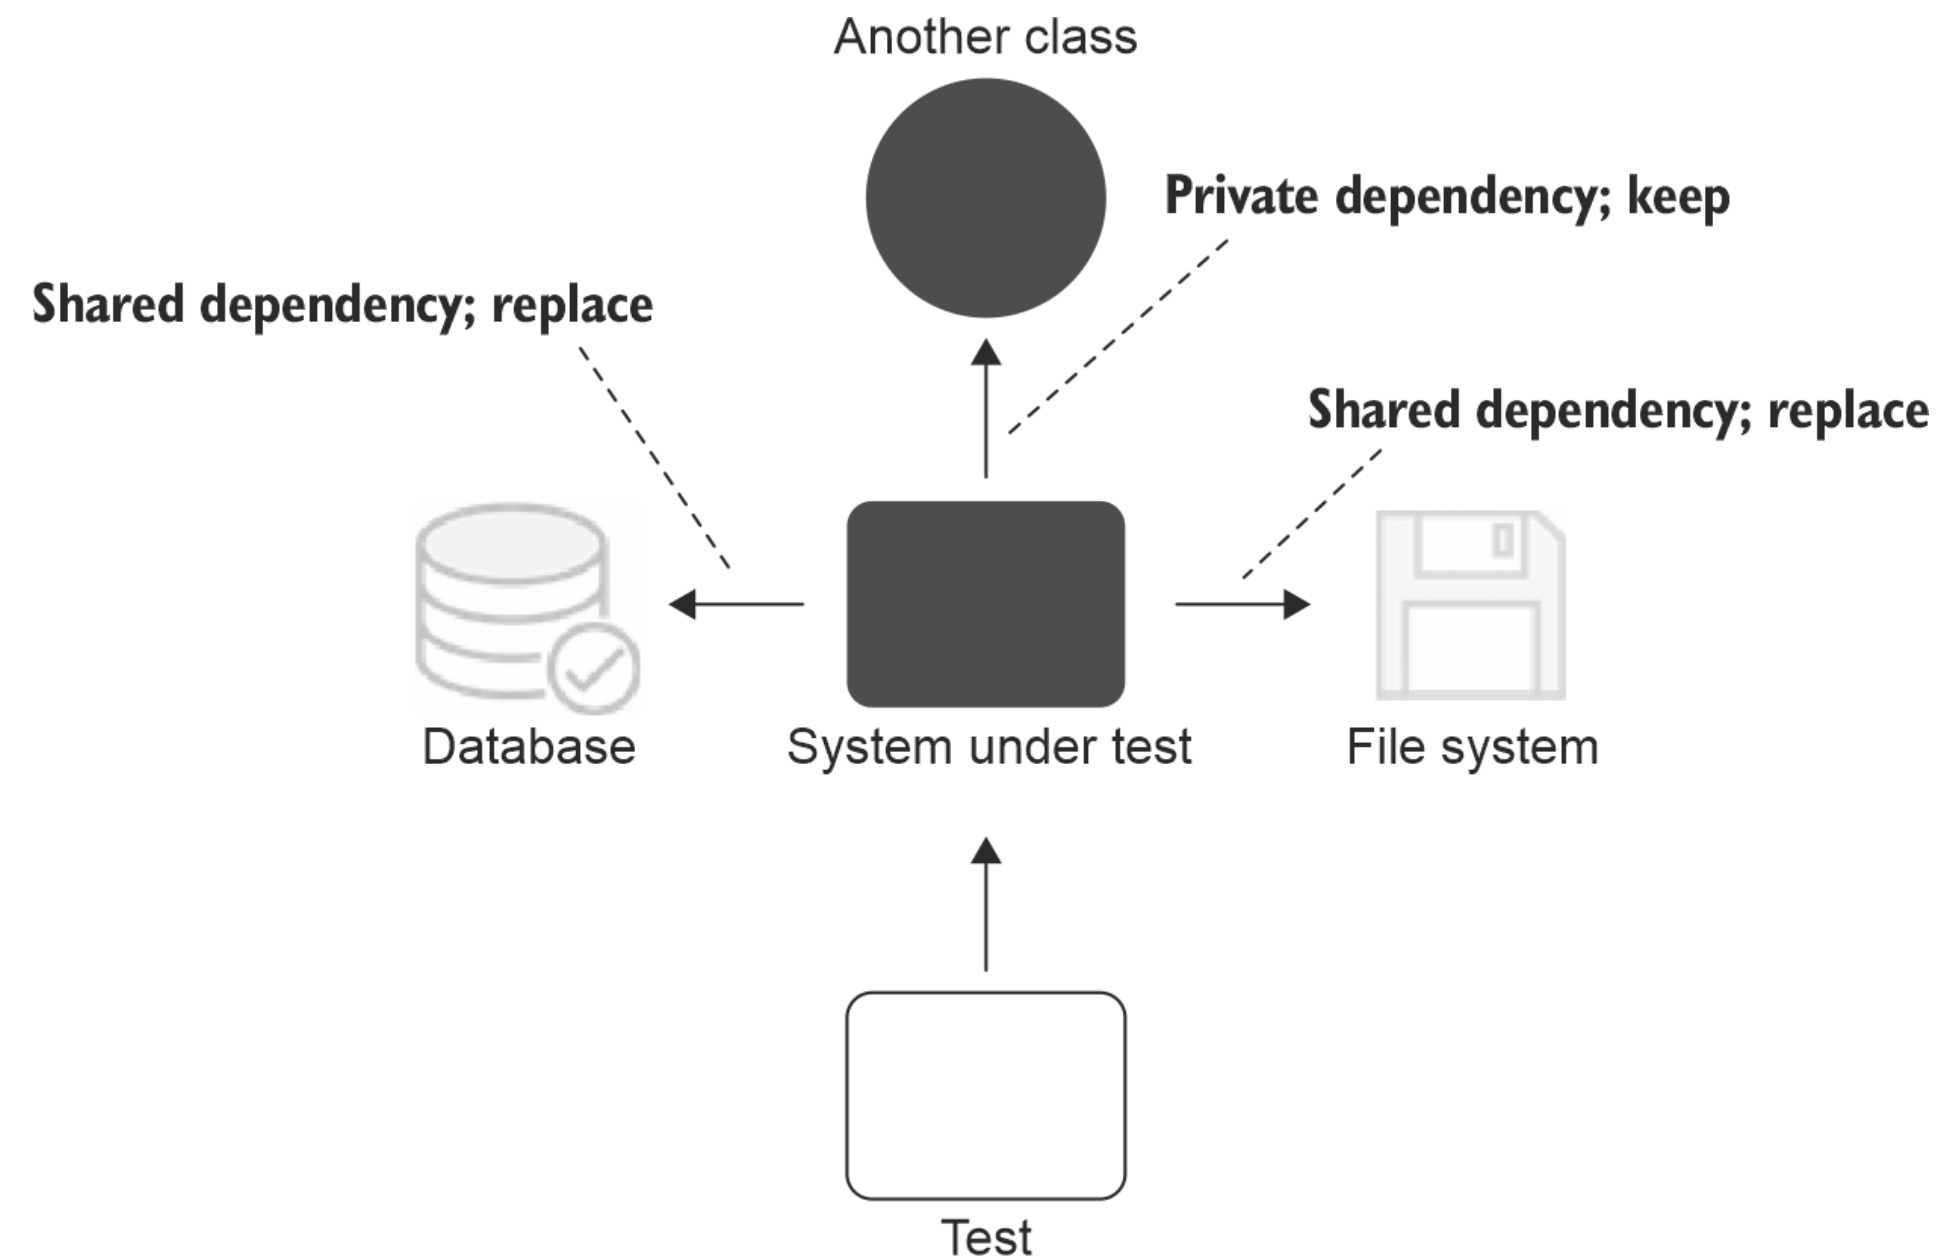 Another class
Private dependency; keep
Shared dependency; replace
Shared dependency; replace
Database
System under test
File system
Test